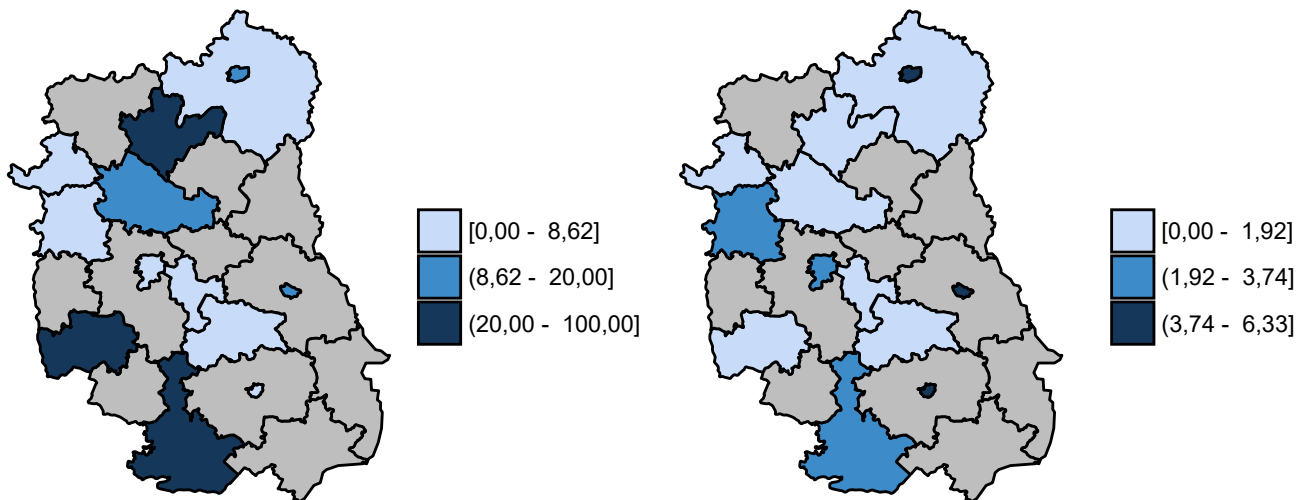 [0,00 - 8,62]
(8,62 - 20,00]
(20,00 - 100,00]
[0,00 - 1,92]
(1,92 - 3,74]
(3,74 - 6,33]